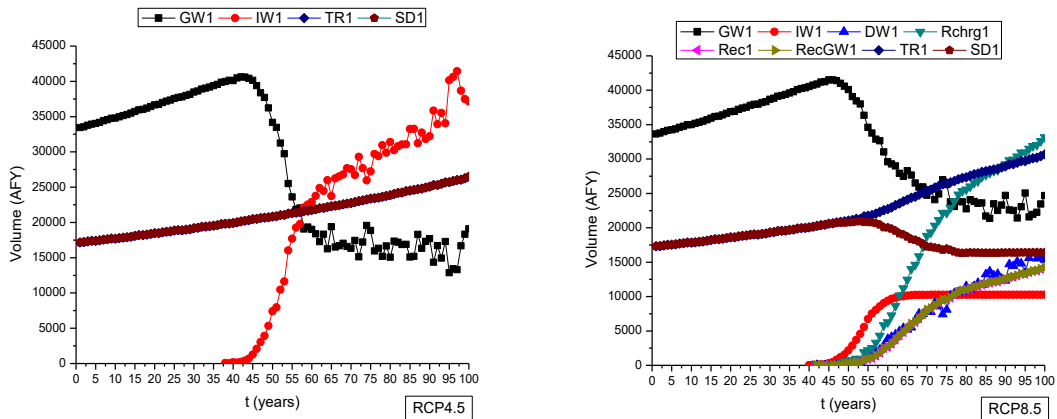 GW1 IW1 TR1 SD1
45000
40000
35000
30000
25000
20000
15000
10000
5000
0
Volume (AFY)
0 5 10 15 20 25 30 35 40 45 50 55 60 65 70 75 80 85 90 95 100
t (years)
RCP4.5
GW1 IW1 DW1 Rchrg1
Rec1 RecGW1 TR1 SD1
45000
40000
35000
30000
25000
20000
15000
10000
5000
0
Volume (AFY)
0 5 10 15 20 25 30 35 40 45 50 55 60 65 70 75 80 85 90 95 100
t (years)
RCP8.5